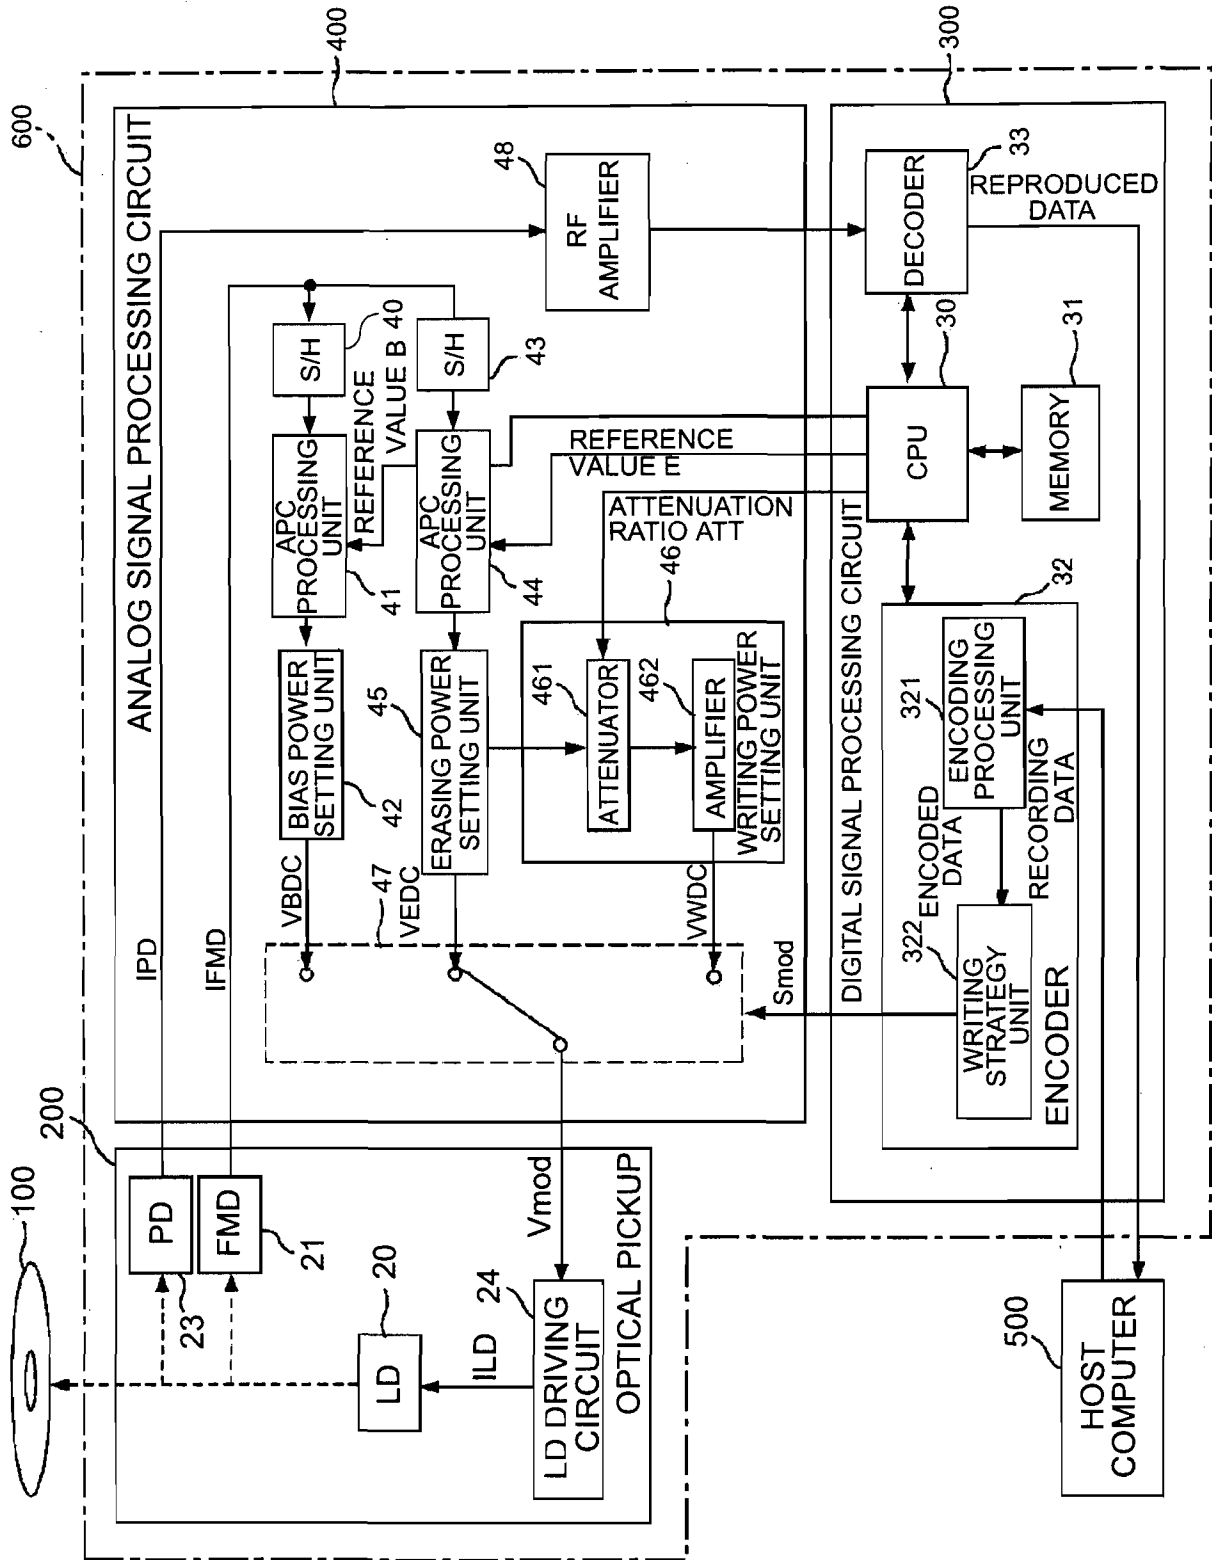 600
ANALOG SIGNAL PROCESSING CIRCUIT
400
100
200
PD
23
FMD
21
LD
20
ILD
LD DRIVING
CIRCUIT
24
OPTICAL PICKUP
Vmod
IPD
IFMD
VBDC
BIAS POWER
SETTING UNIT
42
APC
PROCESSING
UNIT
41
S/H
40
REFERENCE
VALUE B
47
VEDC
ERASING POWER
SETTING UNIT
45
APC
PROCESSING
UNIT
44
S/H
43
RF
AMPLIFIER
48
REFERENCE
VALUE E
ATTENUATION
RATIO ATT
46
ATTENUATOR
461
AMPLIFIER
462
WRITING POWER
SETTING UNIT
VWDC
Smod
DIGITAL SIGNAL PROCESSING CIRCUIT
300
DECODER
33
REPRODUCED
DATA
CPU
30
MEMORY
31
32
ENCODING
PROCESSING
UNIT
321
ENCODED
DATA
RECORDING
DATA
WRITING
STRATEGY
UNIT
322
ENCODER
HOST
COMPUTER
500